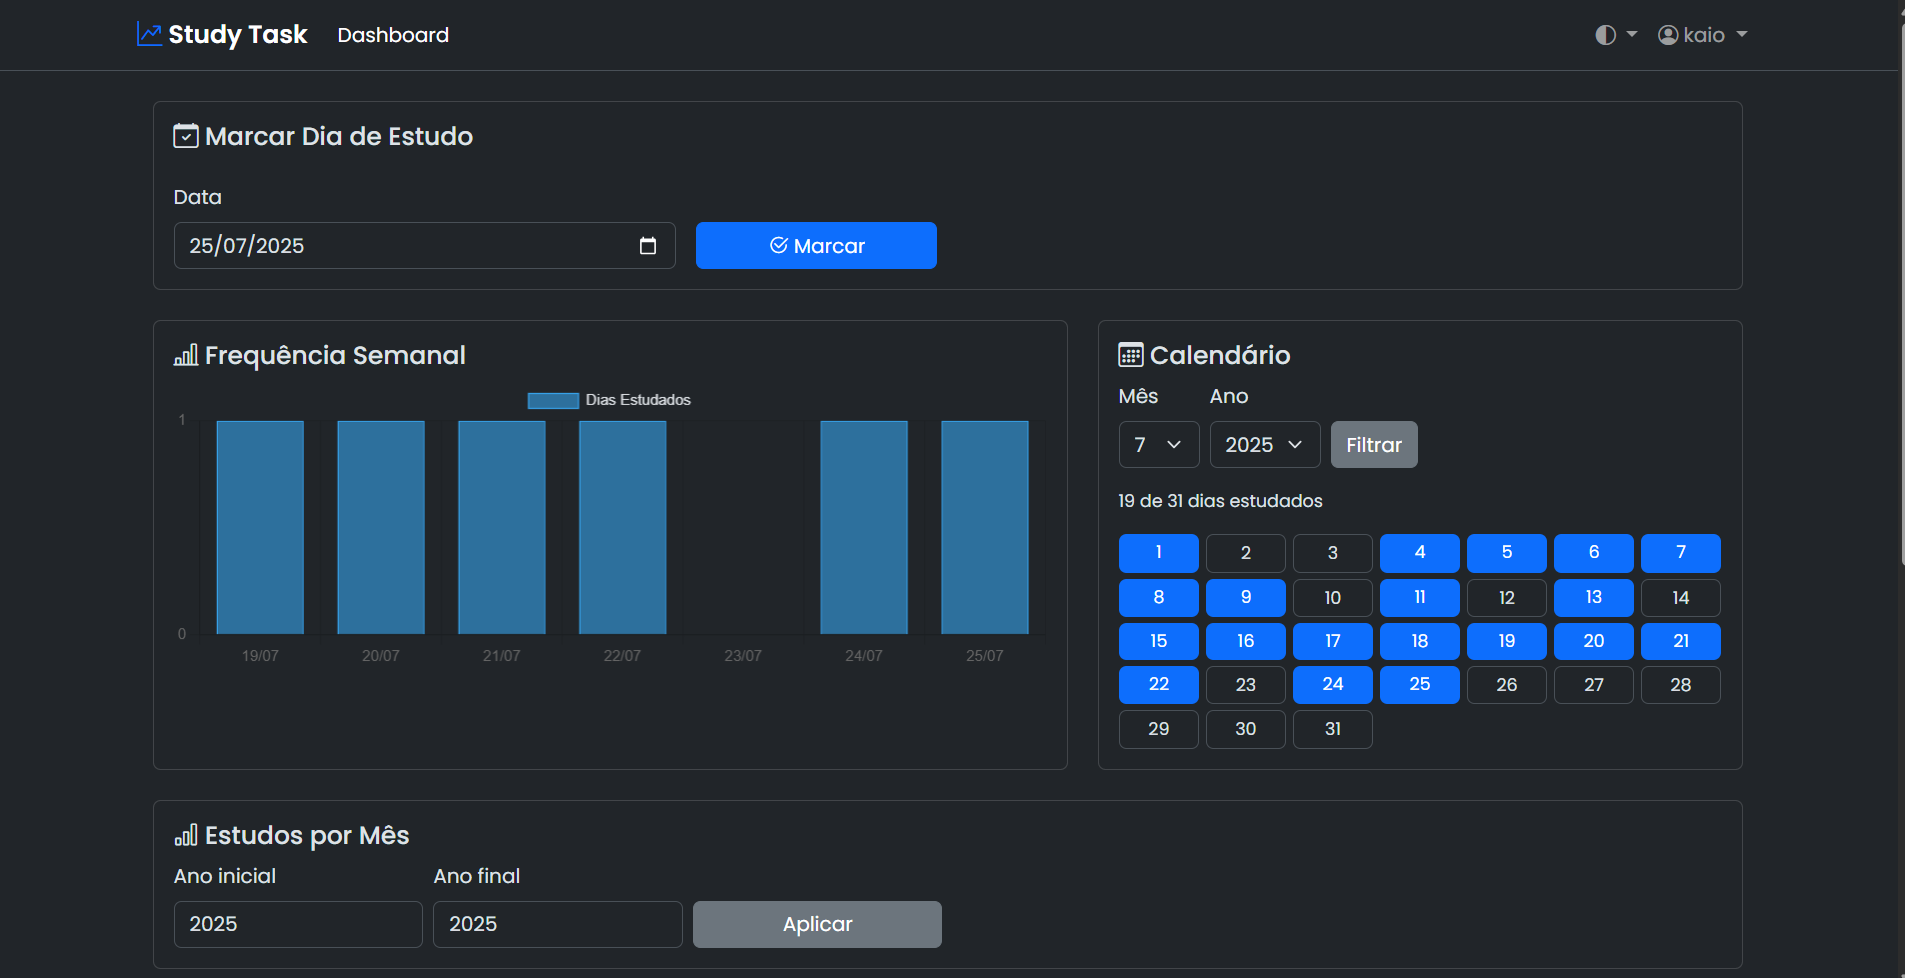 Study Task Dashboard kaio
Marcar Dia de Estudo
Data
25/07/2025 Marcar
Frequência Semanal
Dias Estudados
1
0
19/07 20/07 21/07 22/07 23/07 24/07 25/07
Calendário
Mês Ano
7 2025 Filtrar
19 de 31 dias estudados
1 2 3 4 5 6 7
8 9 10 11 12 13 14
15 16 17 18 19 20 21
22 23 24 25 26 27 28
29 30 31
Estudos por Mês
Ano inicial Ano final
2025 2025 Aplicar